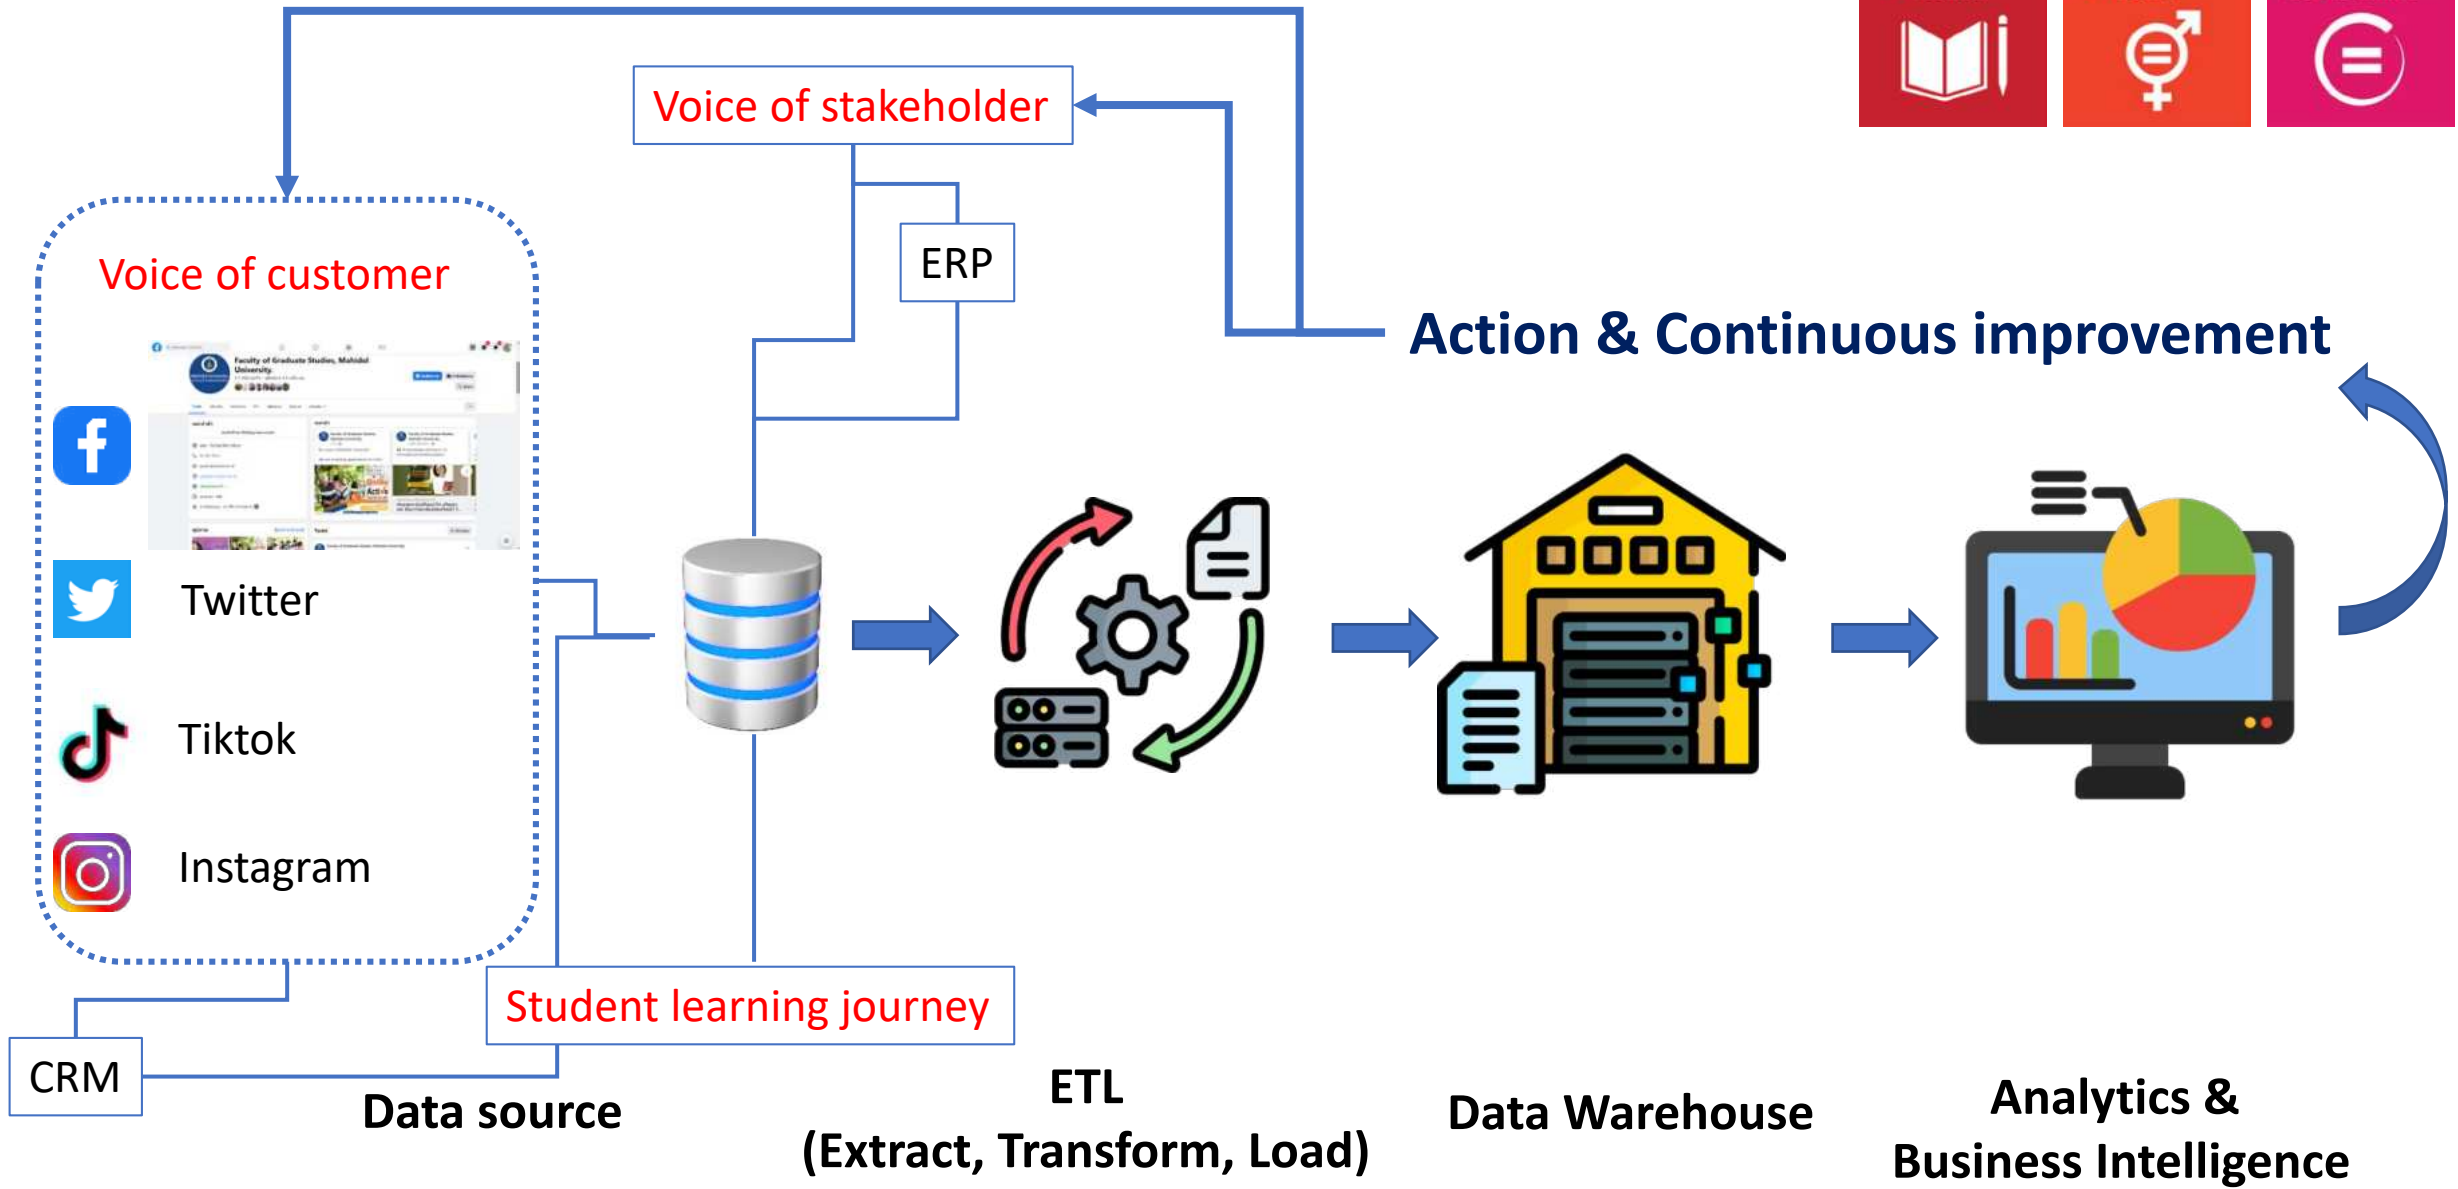 Voice of stakeholder
ERP
Voice of customer
Faculty of Graduate Studies, Mahidol
University.
Action & Continuous improvement
Twitter
Tiktok
Instagram
Student learning journey
CRM
Data source
ETL
(Extract, Transform, Load)
Data Warehouse
Analytics &
Business Intelligence